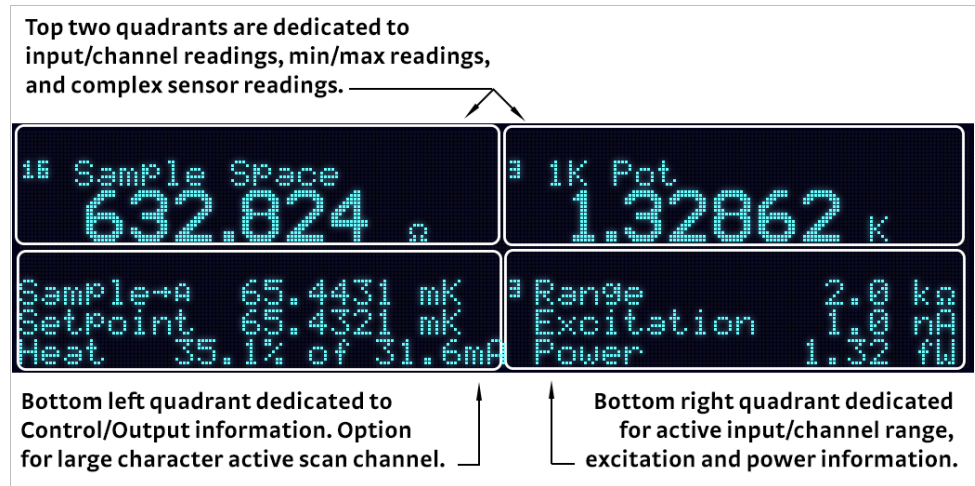 Top two quadrants are dedicated to
input/channel readings, min/max readings,
and complex sensor readings.
16 Sample Space
632.824 Ω
3 1K Pot
1.32862 K
Sample→A 65.4431 mK
Setpoint 65.4321 mK
Heat 35.1% of 31.6mA
3 Range 2.0 kΩ
Excitation 1.0 nA
Power 1.32 fW
Bottom left quadrant dedicated to
Control/Output information. Option
for large character active scan channel.
Bottom right quadrant dedicated
for active input/channel range,
excitation and power information.